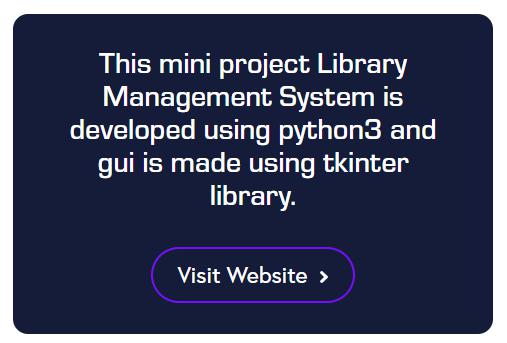 This mini project Library
Management System is
developed using python3 and
gui is made using tkinter
library.
Visit Website